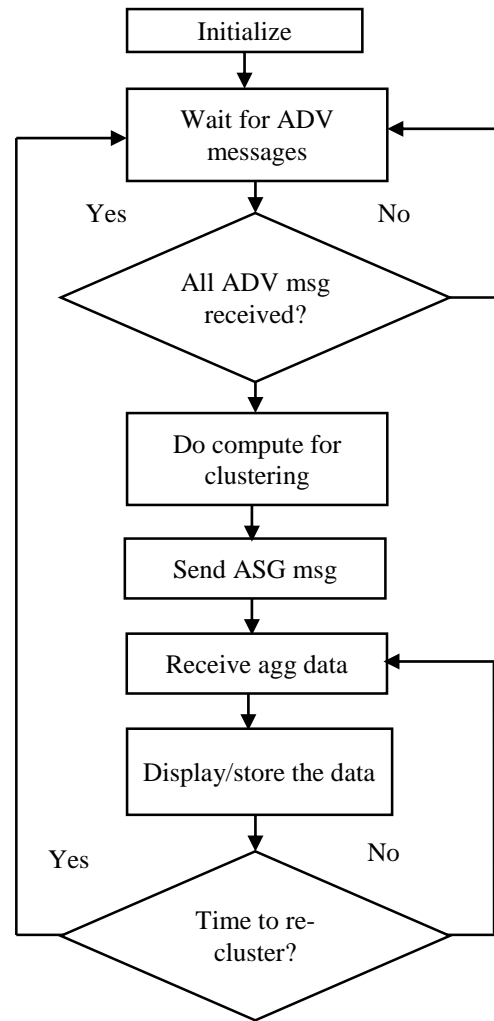 Initialize
Wait for ADV
messages
Yes
No
All ADV msg
received?
Do compute for
clustering
Send ASG msg
Receive agg data
Display/store the data
Yes
No
Time to re-
cluster?